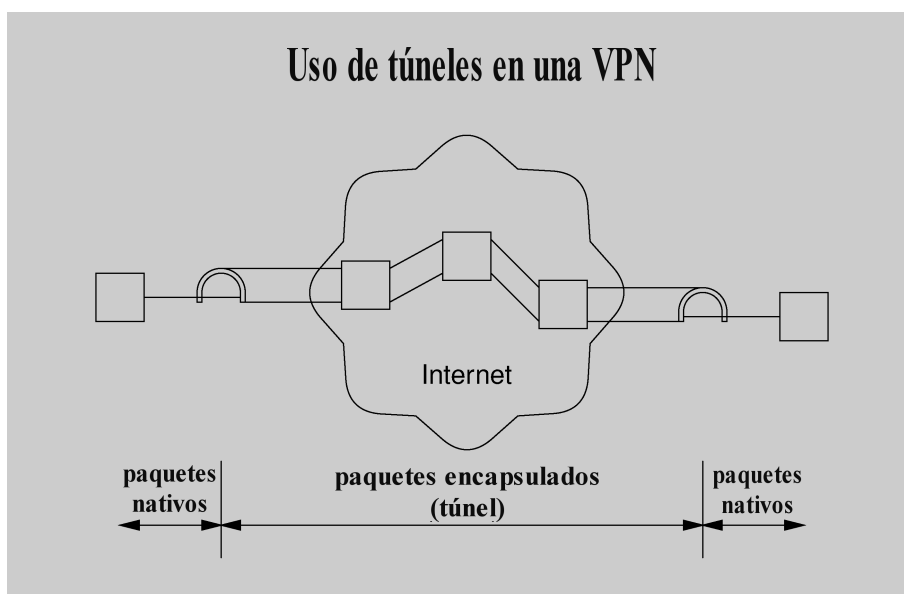 Uso de túneles en una VPN
Internet
paquetes
nativos
paquetes encapsulados
(túnel)
paquetes
nativos